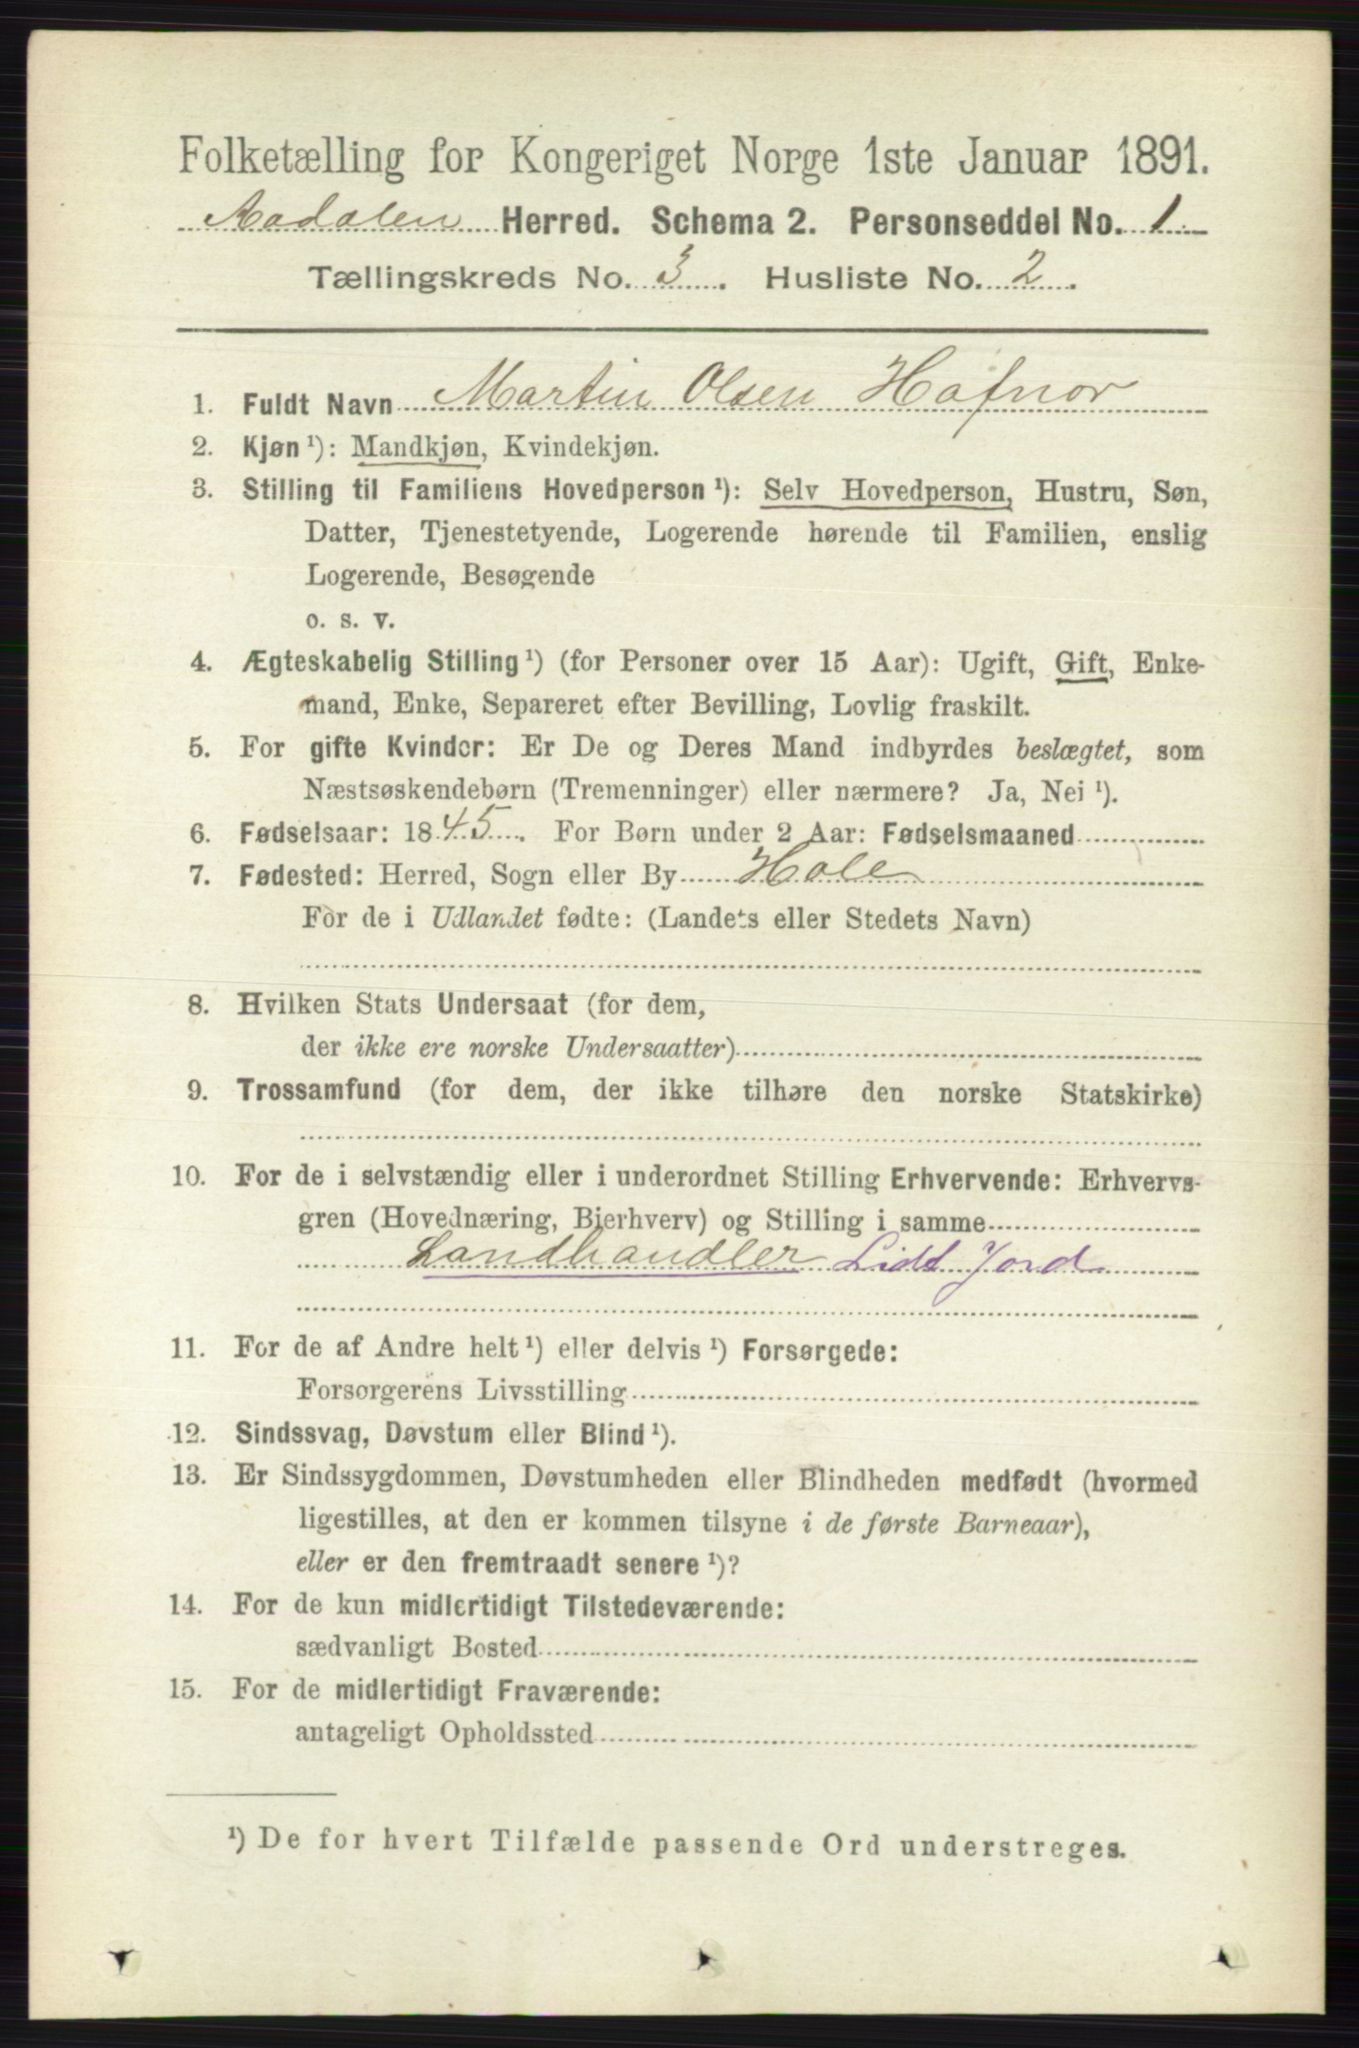 Folketælling for Kongeriget Norge 1ste Januar 1891.
Aadalen Herred. Schema 2. Personseddel No. 1
Tællingskreds No. 3. Husliste No. 2.
1. Fuldt Navn Martin Olsen Hafnor
2. Kjøn ¹): Mandkjøn, Kvindekjøn.
3. Stilling til Familiens Hovedperson ¹): Selv Hovedperson, Hustru, Søn,
Datter, Tjenestetyende, Logerende hørende til Familien, enslig
Logerende, Besøgende
o. s. v.
4. Ægteskabelig Stilling ¹) (for Personer over 15 Aar): Ugift, Gift, Enke-
mand, Enke, Separeret efter Bevilling, Lovlig fraskilt.
5. For gifte Kvinder: Er De og Deres Mand indbyrdes beslægtet, som
Næstsøskendebørn (Tremenninger) eller nærmere? Ja, Nei ¹).
6. Fødselsaar: 1845. For Børn under 2 Aar: Fødselsmaaned
7. Fødested: Herred, Sogn eller By Hole
For de i Udlandet fødte: (Landets eller Stedets Navn)
8. Hvilken Stats Undersaat (for dem,
der ikke ere norske Undersaatter)
9. Trossamfund (for dem, der ikke tilhøre den norske Statskirke)
10. For de i selvstændig eller i underordnet Stilling Erhvervende: Erhvervs-
gren (Hovednæring, Bierhverv) og Stilling i samme
Landhandler Lidt Jord
11. For de af Andre helt ¹) eller delvis ¹) Forsørgede:
Forsørgerens Livsstilling
12. Sindssvag, Døvstum eller Blind ¹).
13. Er Sindssygdommen, Døvstumheden eller Blindheden medfødt (hvormed
ligestilles, at den er kommen tilsyne i de første Barneaar),
eller er den fremtraadt senere ¹)?
14. For de kun midlertidigt Tilstedeværende:
sædvanligt Bosted
15. For de midlertidigt Fraværende:
antageligt Opholdssted
¹) De for hvert Tilfælde passende Ord understreges.